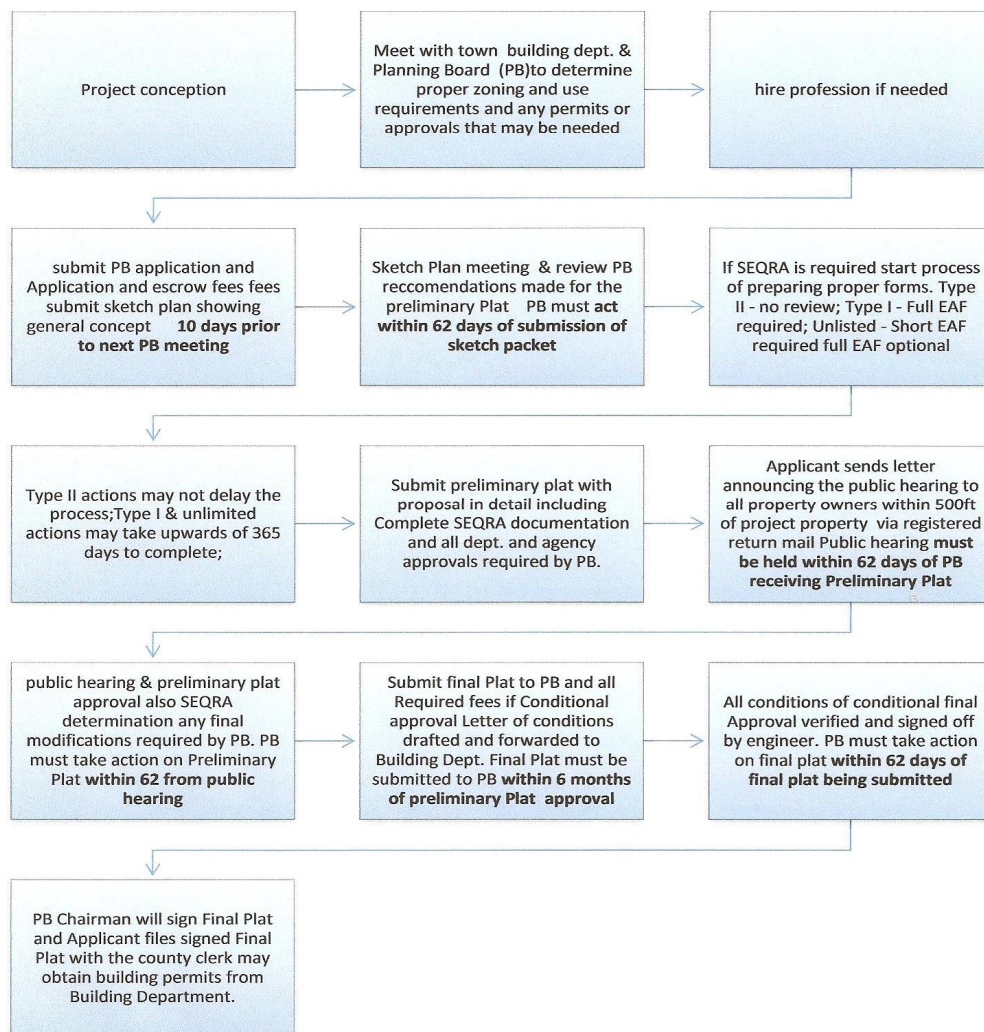 Project conception
Meet with town building dept. &
Planning Board (PB)to determine
proper zoning and use
requirements and any permits or
approvals that may be needed
hire profession if needed
submit PB application and
Application and escrow fees fees
submit sketch plan showing
general concept 10 days prior
to next PB meeting
Sketch Plan meeting & review PB
reccomendations made for the
preliminary Plat PB must act
within 62 days of submission of
sketch packet
If SEQRA is required start process
of preparing proper forms. Type
II - no review; Type I - Full EAF
required; Unlisted - Short EAF
required full EAF optional
Type II actions may not delay the
process;Type I & unlimited
actions may take upwards of 365
days to complete;
Submit preliminary plat with
proposal in detail including
Complete SEQRA documentation
and all dept. and agency
approvals required by PB.
Applicant sends letter
announcing the public hearing to
all property owners within 500ft
of project property via registered
return mail Public hearing must
be held within 62 days of PB
receiving Preliminary Plat
public hearing & preliminary plat
approval also SEQRA
determination any final
modifications required by PB. PB
must take action on Preliminary
Plat within 62 from public
hearing
Submit final Plat to PB and all
Required fees if Conditional
approval Letter of conditions
drafted and forwarded to
Building Dept. Final Plat must be
submitted to PB within 6 months
of preliminary Plat approval
All conditions of conditional final
Approval verified and signed off
by engineer. PB must take action
on final plat within 62 days of
final plat being submitted
PB Chairman will sign Final Plat
and Applicant files signed Final
Plat with the county clerk may
obtain building permits from
Building Department.